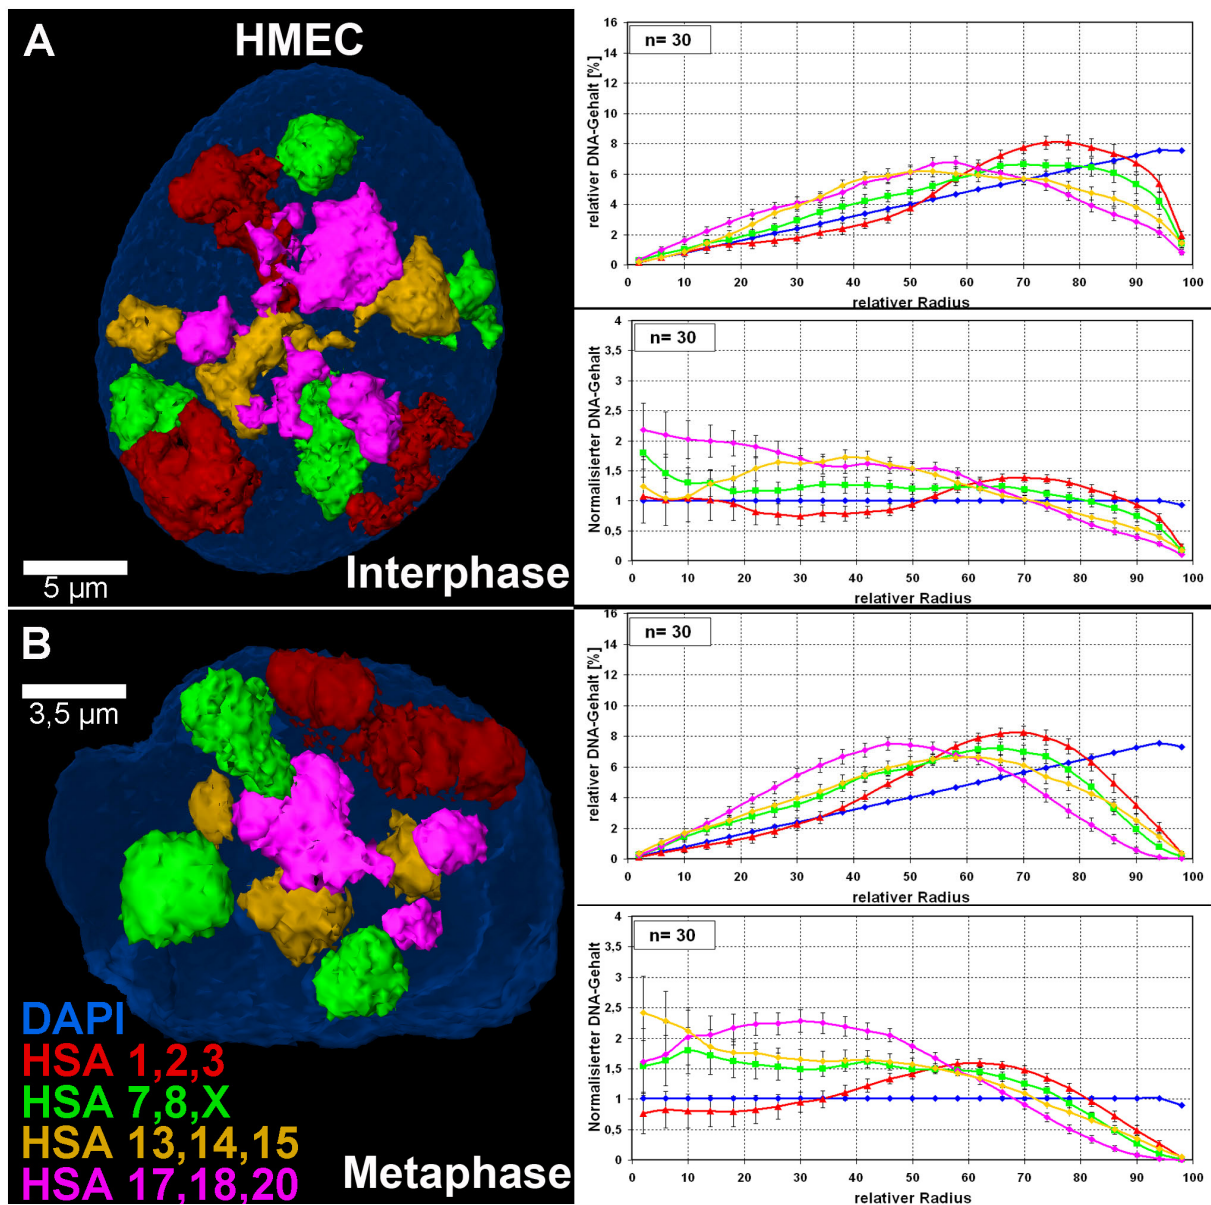 A
HMEC
Interphase
5 µm
n= 30
relativer DNA-Gehalt [%]
16
14
12
10
8
6
4
2
0
0 10 20 30 40 50 60 70 80 90 100
relativer Radius
n= 30
Normalisierter DNA-Gehalt
4
3,5
3
2,5
2
1,5
1
0,5
0
0 10 20 30 40 50 60 70 80 90 100
relativer Radius
B
3,5 µm
DAPI
HSA 1,2,3
HSA 7,8,X
HSA 13,14,15
HSA 17,18,20
Metaphase
n= 30
relativer DNA-Gehalt [%]
16
14
12
10
8
6
4
2
0
0 10 20 30 40 50 60 70 80 90 100
relativer Radius
n= 30
Normalisierter DNA-Gehalt
4
3,5
3
2,5
2
1,5
1
0,5
0
0 10 20 30 40 50 60 70 80 90 100
relativer Radius